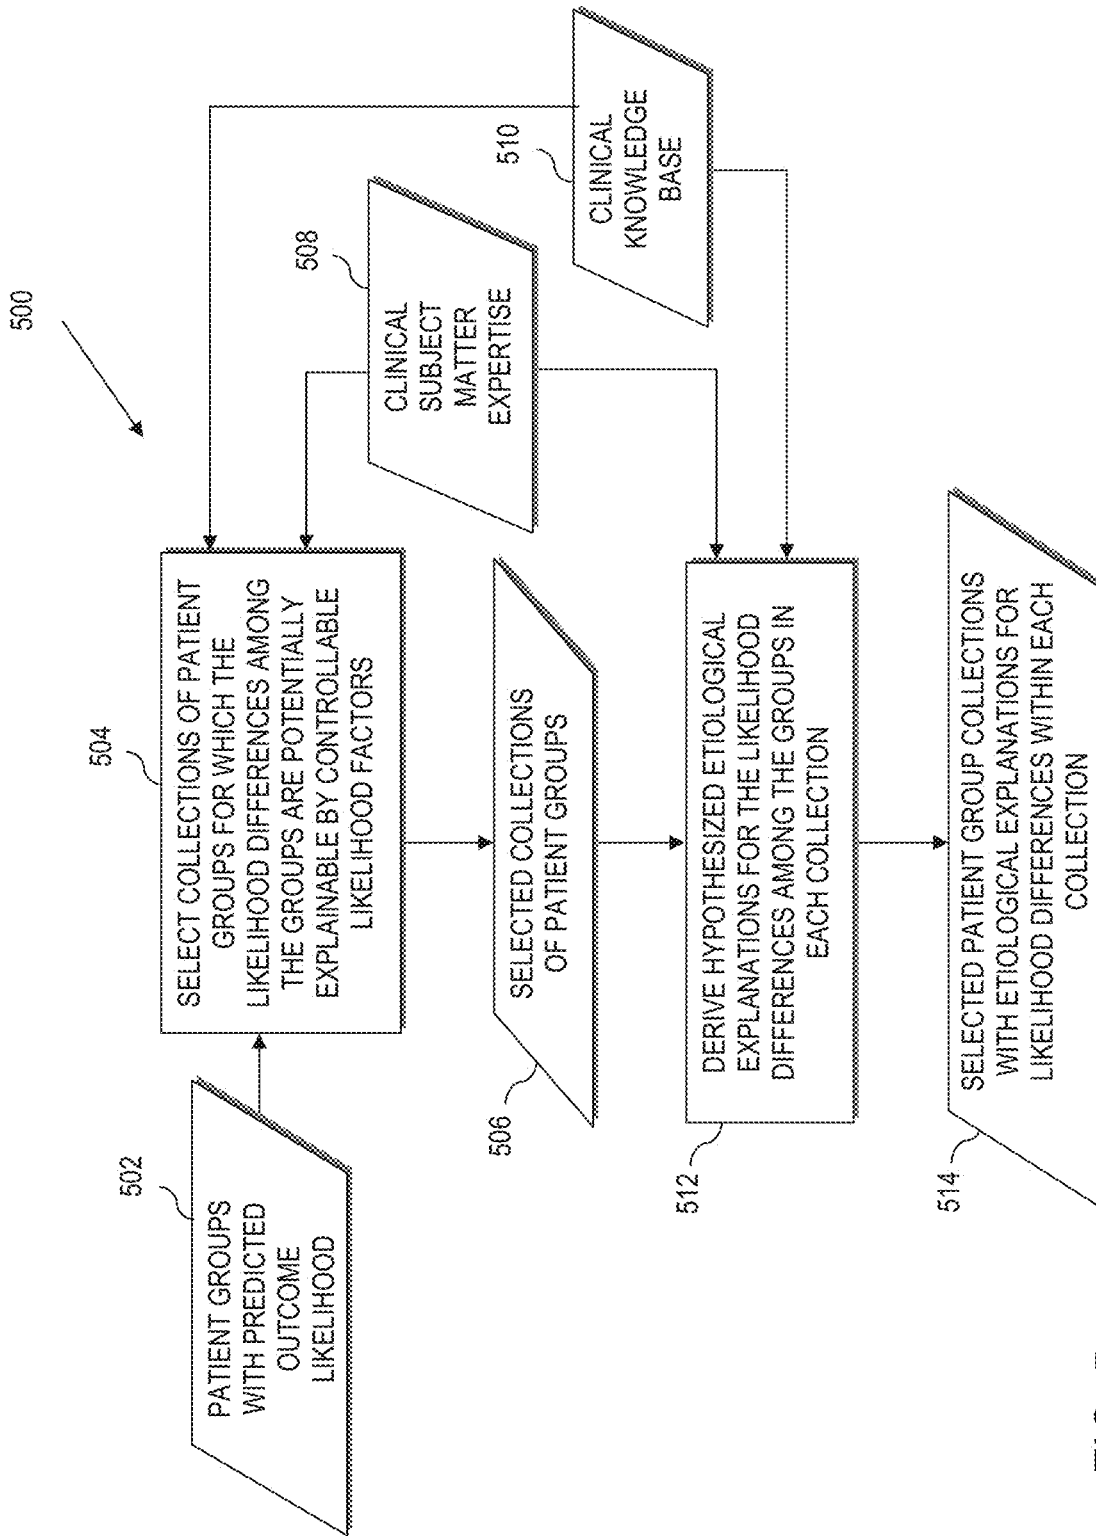 500
502
PATIENT GROUPS
WITH PREDICTED
OUTCOME
LIKELIHOOD
504
SELECT COLLECTIONS OF PATIENT
GROUPS FOR WHICH THE
LIKELIHOOD DIFFERENCES AMONG
THE GROUPS ARE POTENTIALLY
EXPLAINABLE BY CONTROLLABLE
LIKELIHOOD FACTORS
508
CLINICAL
SUBJECT
MATTER
EXPERTISE
510
CLINICAL
KNOWLEDGE
BASE
506
SELECTED COLLECTIONS
OF PATIENT GROUPS
512
DERIVE HYPOTHESIZED ETIOLOGICAL
EXPLANATIONS FOR THE LIKELIHOOD
DIFFERENCES AMONG THE GROUPS IN
EACH COLLECTION
514
SELECTED PATIENT GROUP COLLECTIONS
WITH ETIOLOGICAL EXPLANATIONS FOR
LIKELIHOOD DIFFERENCES WITHIN EACH
COLLECTION